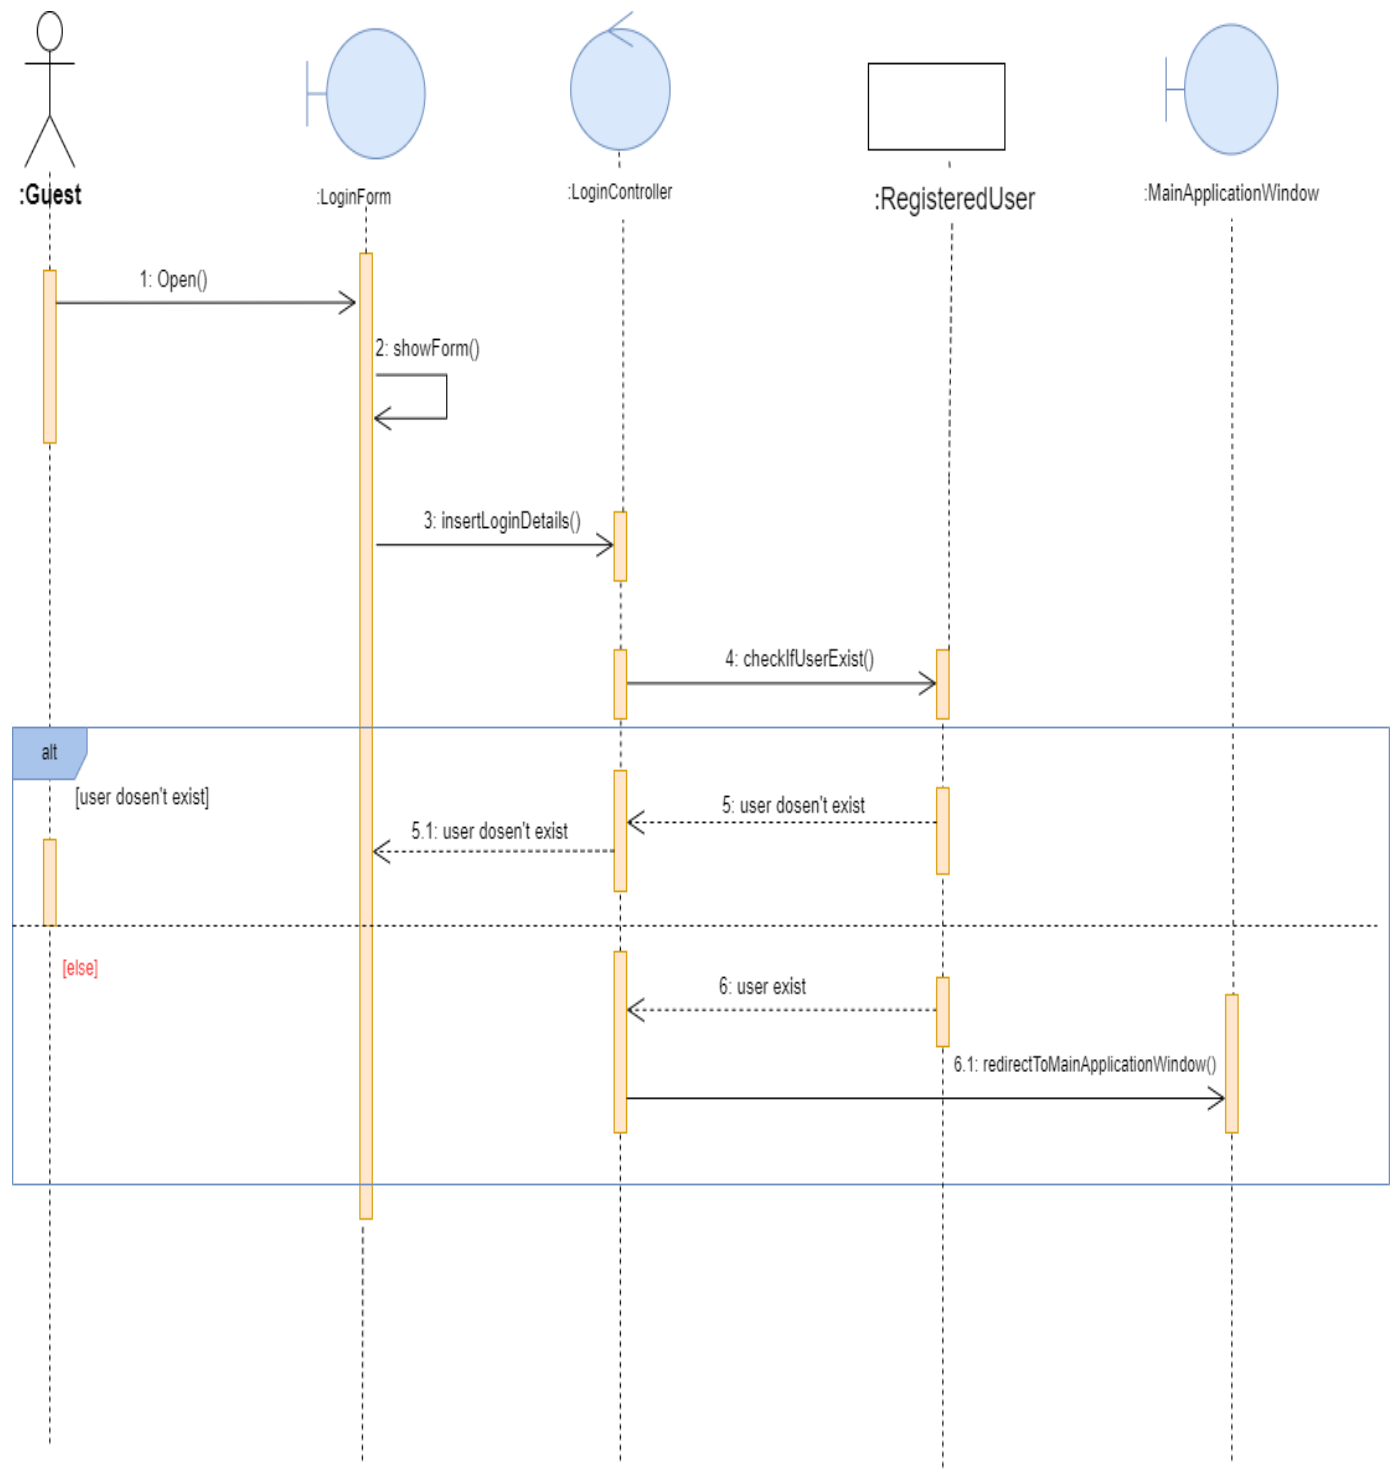 :Guest
:LoginForm
:LoginController
:RegisteredUser
:MainApplicationWindow
1: Open()
2: showForm()
3: insertLoginDetails()
4: checkIfUserExist()
alt
[user dosen't exist]
5: user dosen't exist
5.1: user dosen't exist
[else]
6: user exist
6.1: redirectToMainApplicationWindow()